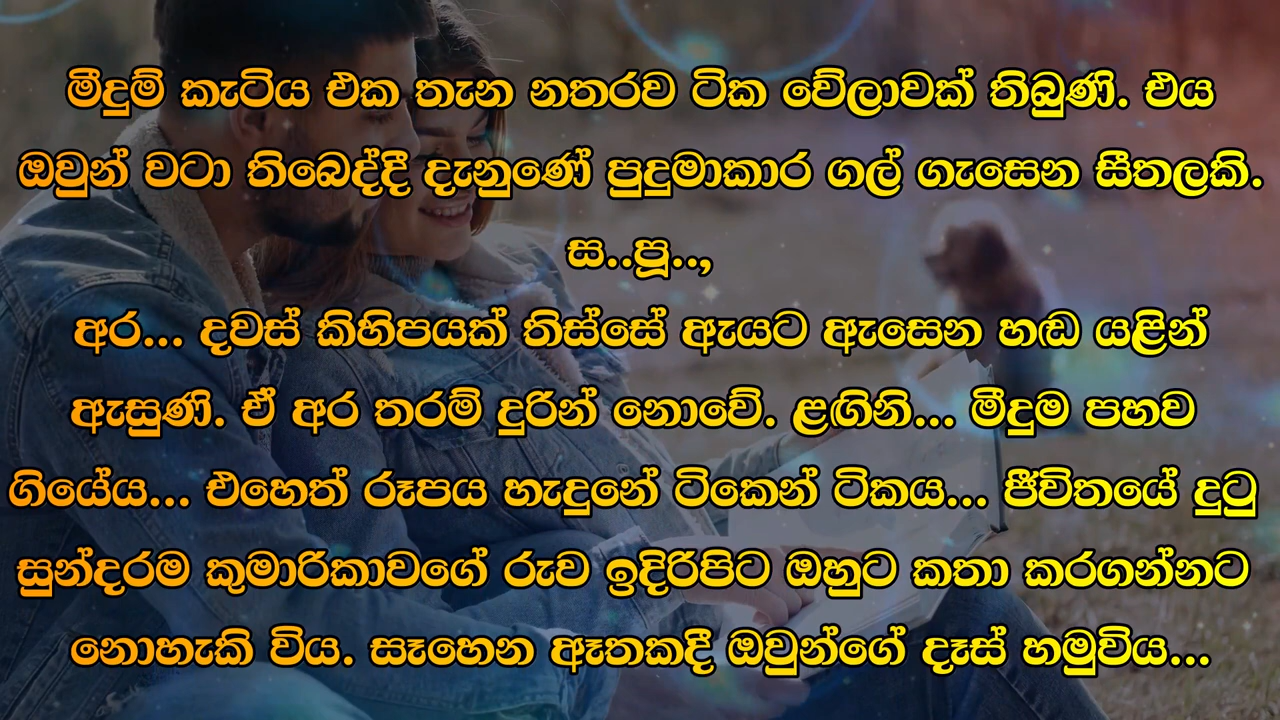 මීදුම් කැටිය එක තැන නතරව ටික වේලාවක් තිබුණි. එය
ඔවුන් වටා තිබෙද්දී දැනුණේ පුදුමාකාර ගල් ගැසෙන සීතලකි.
ස..පූ..,
අර... දවස් කිහිපයක් තිස්සේ ඇයට ඇසෙන හඬ යළින්
ඇසුණි. ඒ අර තරම් දුරින් නොවේ. ළඟිනි... මීදුම පහව
ගියේය... එහෙත් රූපය හැදුනේ ටිකෙන් ටිකය... ජීවිතයේ දුටු
සුන්දරම කුමාරිකාවගේ රුව ඉදිරිපිට ඔහුට කතා කරගන්නට
නොහැකි විය. සෑහෙන ඈතකදී ඔවුන්ගේ දෑස් හමුවිය...